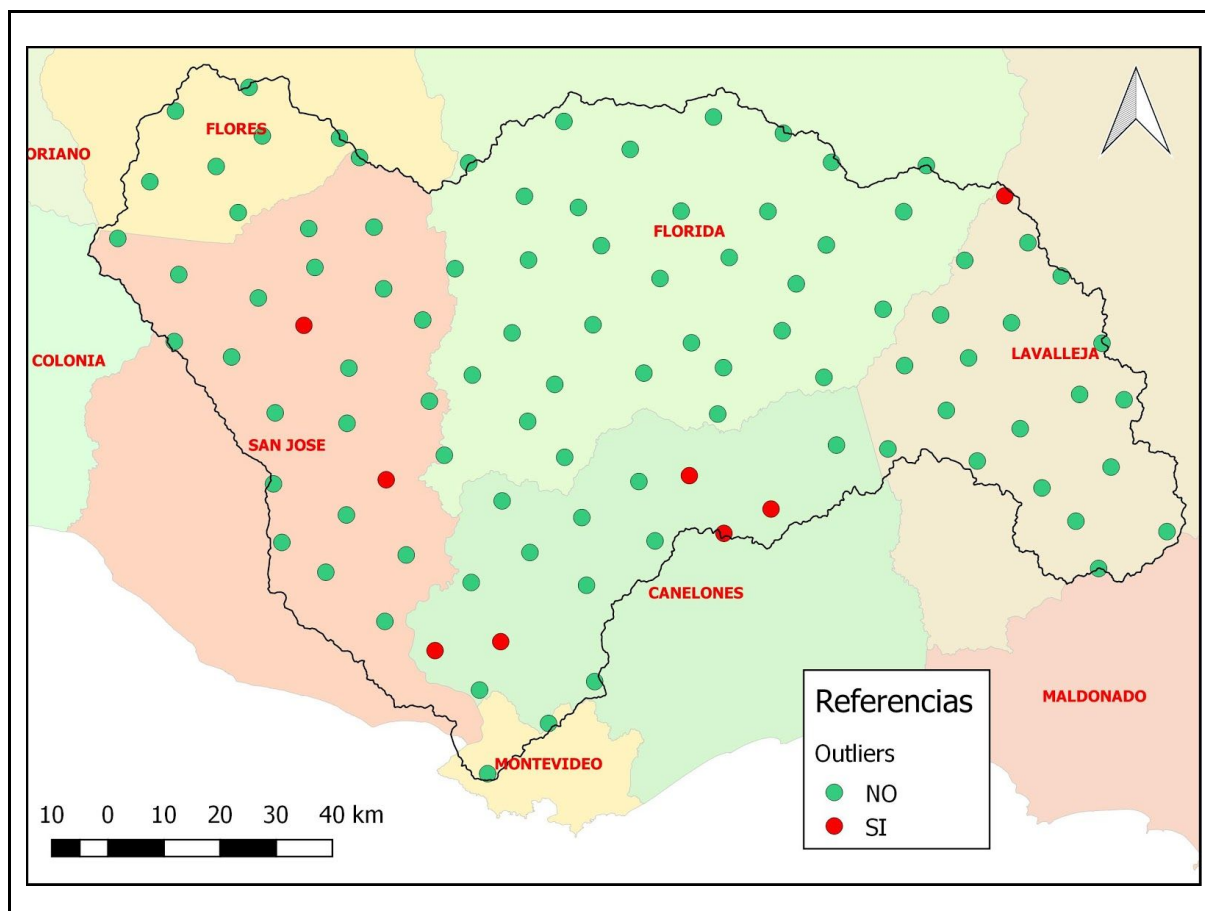 FLORES
ORIANO
FLORIDA
COLONIA
LAVALLEJA
SAN JOSE
CANELONES
MALDONADO
MONTEVIDEO
Referencias
Outliers
NO
SI
10 0 10 20 30 40 km